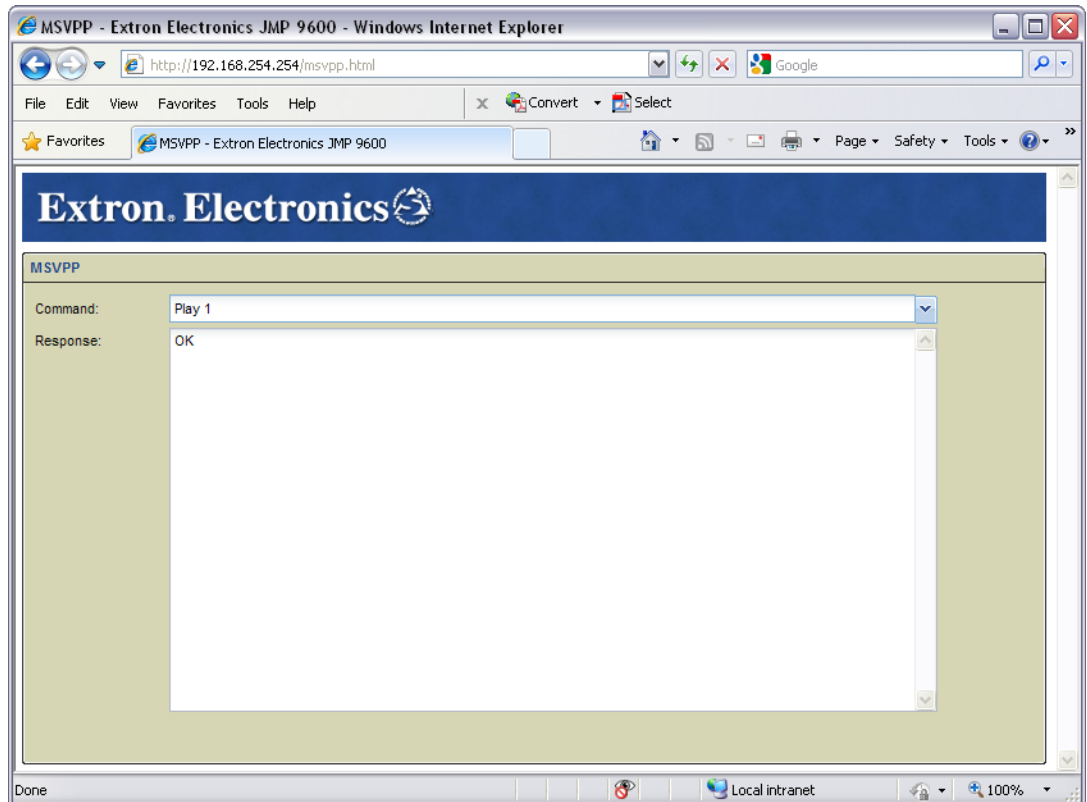 MSVPP - Extron Electronics JMP 9600 - Windows Internet Explorer
http://192.168.254.254/msvpp.html
Google
File Edit View Favorites Tools Help x Convert Select
Favorites MSVPP - Extron Electronics JMP 9600 Page Safety Tools »
Extron® Electronics
MSVPP
Command: Play 1
Response: OK
Done Local intranet 100%